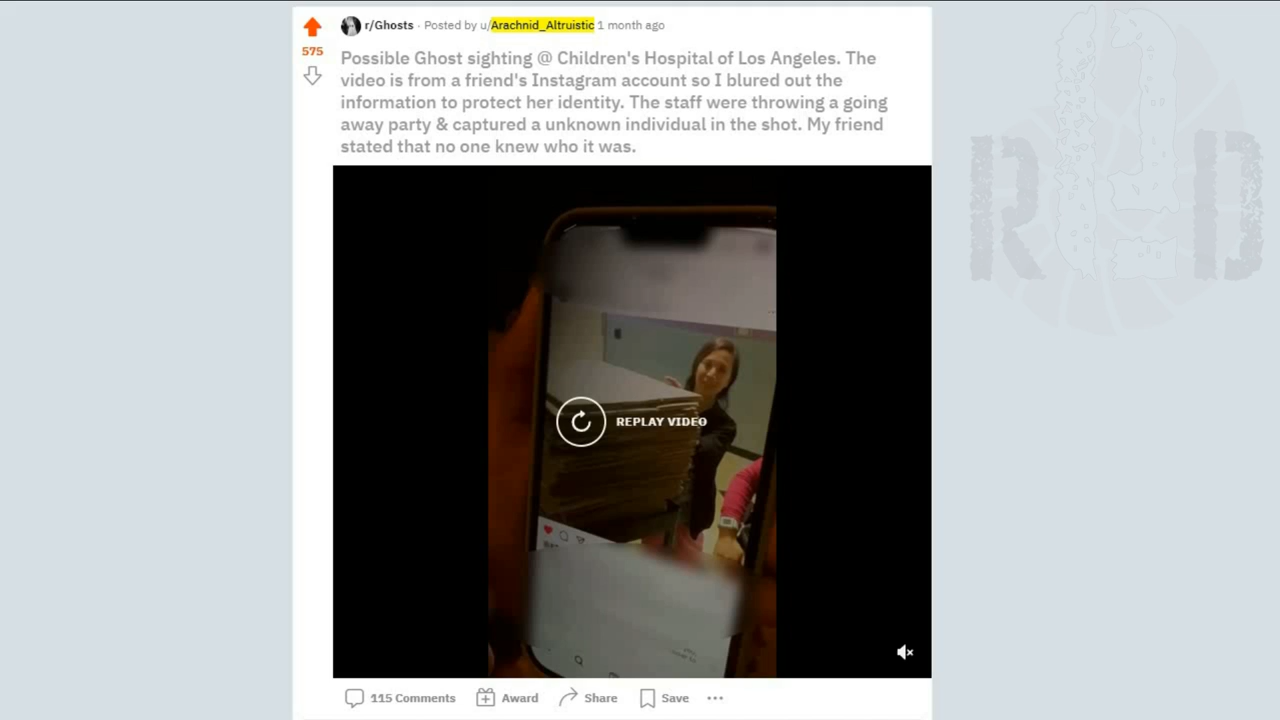 r/Ghosts · Posted by u/Arachnid_Altruistic 1 month ago
575
Possible Ghost sighting @ Children's Hospital of Los Angeles. The
video is from a friend's Instagram account so I blured out the
information to protect her identity. The staff were throwing a going
away party & captured a unknown individual in the shot. My friend
stated that no one knew who it was.
REPLAY VIDEO
115 Comments Award Share Save ···
R D